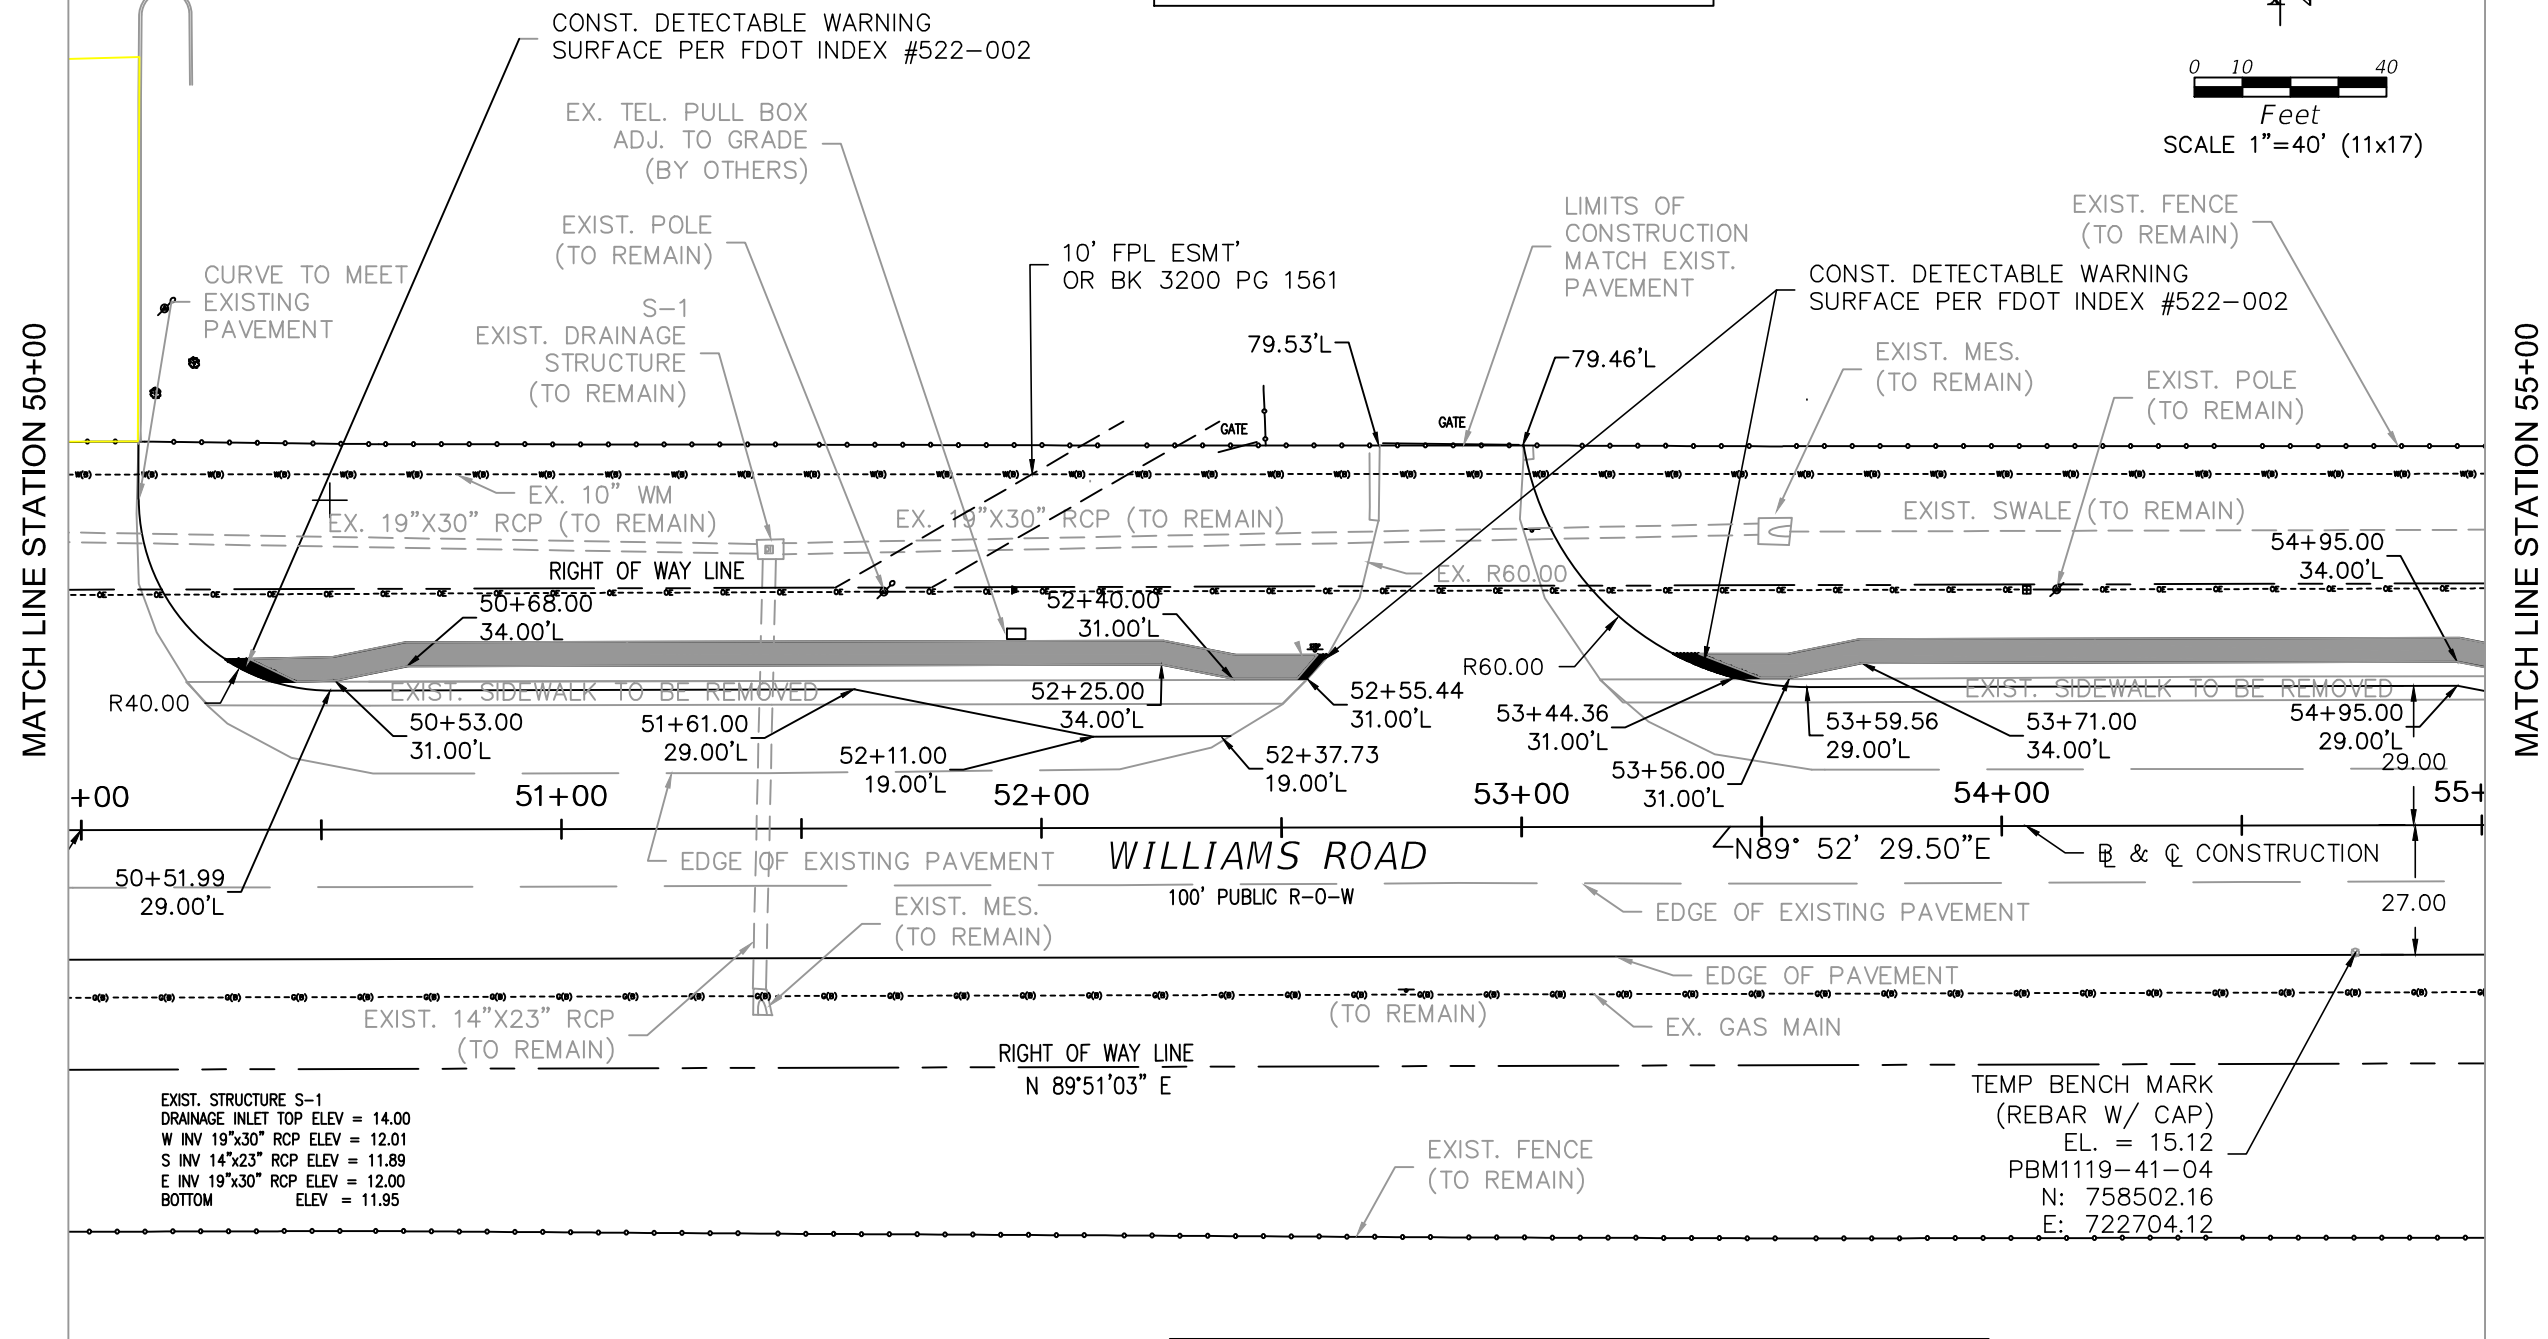 CONST. DETECTABLE WARNING
SURFACE PER FDOT INDEX #522-002
0 10 40
Feet
SCALE 1"=40' (11x17)
EX. TEL. PULL BOX
ADJ. TO GRADE
(BY OTHERS)
EXIST. POLE
(TO REMAIN)
10' FPL ESMT'
OR BK 3200 PG 1561
LIMITS OF
CONSTRUCTION
MATCH EXIST.
PAVEMENT
EXIST. FENCE
(TO REMAIN)
CONST. DETECTABLE WARNING
SURFACE PER FDOT INDEX #522-002
CURVE TO MEET
EXISTING
PAVEMENT
S-1
EXIST. DRAINAGE
STRUCTURE
(TO REMAIN)
79.53'L
79.46'L
EXIST. MES.
(TO REMAIN)
EXIST. POLE
(TO REMAIN)
MATCH LINE STATION 50+00
MATCH LINE STATION 55+00
GATE
GATE
EX. 10" WM
EX. 19"X30" RCP (TO REMAIN)
EX. 19"X30" RCP (TO REMAIN)
EXIST. SWALE (TO REMAIN)
54+95.00
34.00'L
RIGHT OF WAY LINE
EX. R60.00
50+68.00
34.00'L
52+40.00
31.00'L
R60.00
R40.00
EXIST. SIDEWALK TO BE REMOVED
EXIST. SIDEWALK TO BE REMOVED
50+53.00
31.00'L
51+61.00
29.00'L
52+25.00
34.00'L
52+55.44
31.00'L
53+44.36
31.00'L
53+59.56
29.00'L
53+71.00
34.00'L
54+95.00
29.00'L
52+11.00
19.00'L
52+37.73
19.00'L
53+56.00
31.00'L
29.00
+00 51+00 52+00 53+00 54+00 55+
50+51.99
29.00'L
EDGE OF EXISTING PAVEMENT
WILLIAMS ROAD
100' PUBLIC R-O-W
N89° 52' 29.50"E
BL & CL CONSTRUCTION
27.00
EXIST. MES.
(TO REMAIN)
EDGE OF EXISTING PAVEMENT
EDGE OF PAVEMENT
EXIST. 14"X23" RCP
(TO REMAIN)
(TO REMAIN)
EX. GAS MAIN
RIGHT OF WAY LINE
N 89°51'03" E
EXIST. STRUCTURE S-1
DRAINAGE INLET TOP ELEV = 14.00
W INV 19"x30" RCP ELEV = 12.01
S INV 14"x23" RCP ELEV = 11.89
E INV 19"x30" RCP ELEV = 12.00
BOTTOM ELEV = 11.95
EXIST. FENCE
(TO REMAIN)
TEMP BENCH MARK
(REBAR W/ CAP)
EL. = 15.12
PBM1119-41-04
N: 758502.16
E: 722704.12